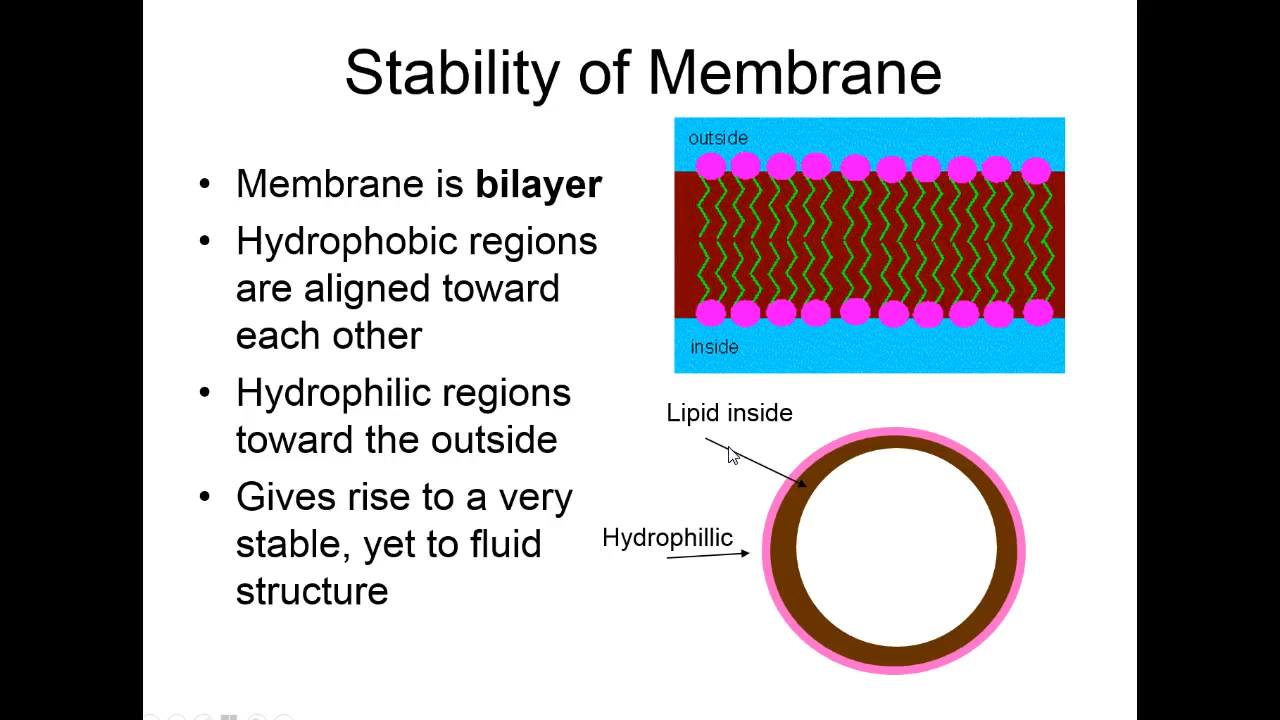 Stability of Membrane
• Membrane is bilayer
• Hydrophobic regions
are aligned toward
each other
• Hydrophilic regions
toward the outside
• Gives rise to a very
stable, yet to fluid
structure
outside
inside
Lipid inside
Hydrophillic